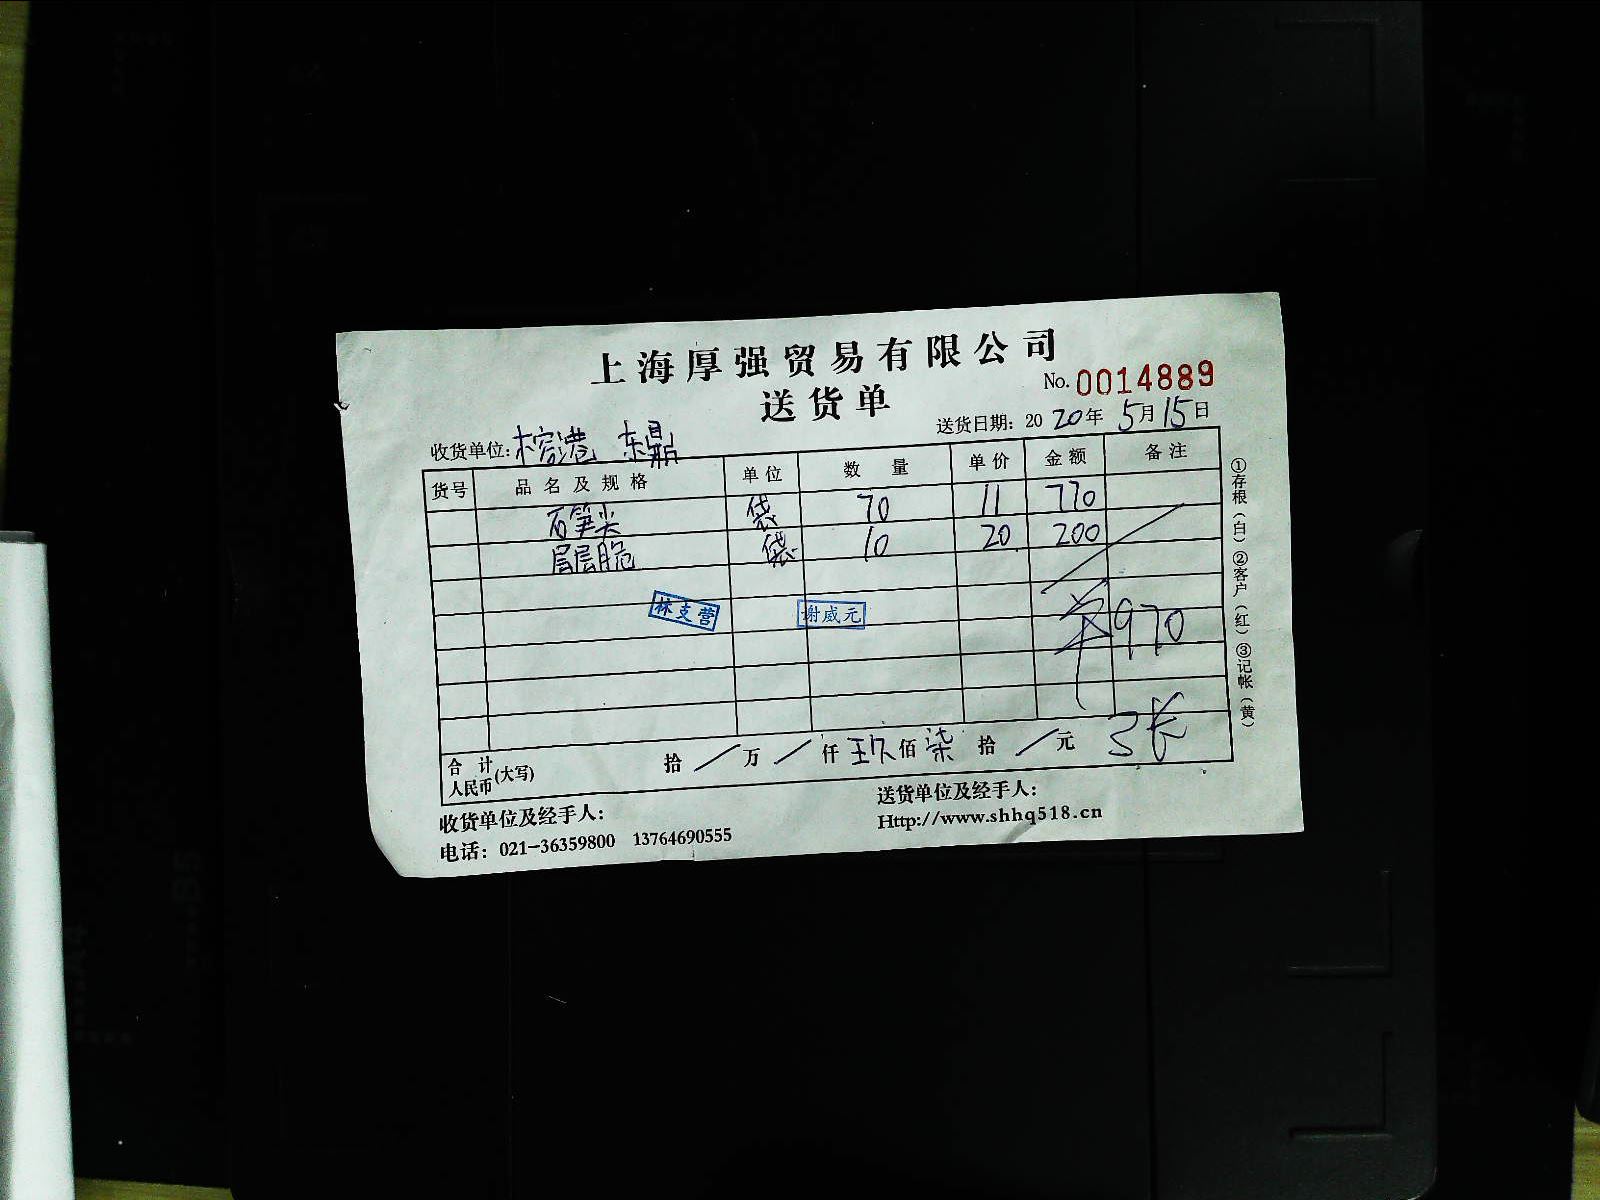 上海厚强贸易有限公司
No. 0014889
送货单
送货日期: 2020年5月15日
收货单位: 榕港 东鼎
货号 品名及规格 单位 数量 单价 金额 备注
石笋尖 袋 70 11 770
层层脆 袋 10 20 200
林支营 谢威元
¥970
合计人民币(大写) 拾 / 万 / 仟 玖 佰 柒 拾 / 元
收货单位及经手人: 送货单位及经手人:
电话: 021-36359800 13764690555 Http://www.shhq518.cn
①存根(白)②客户(红)③记帐(黄)